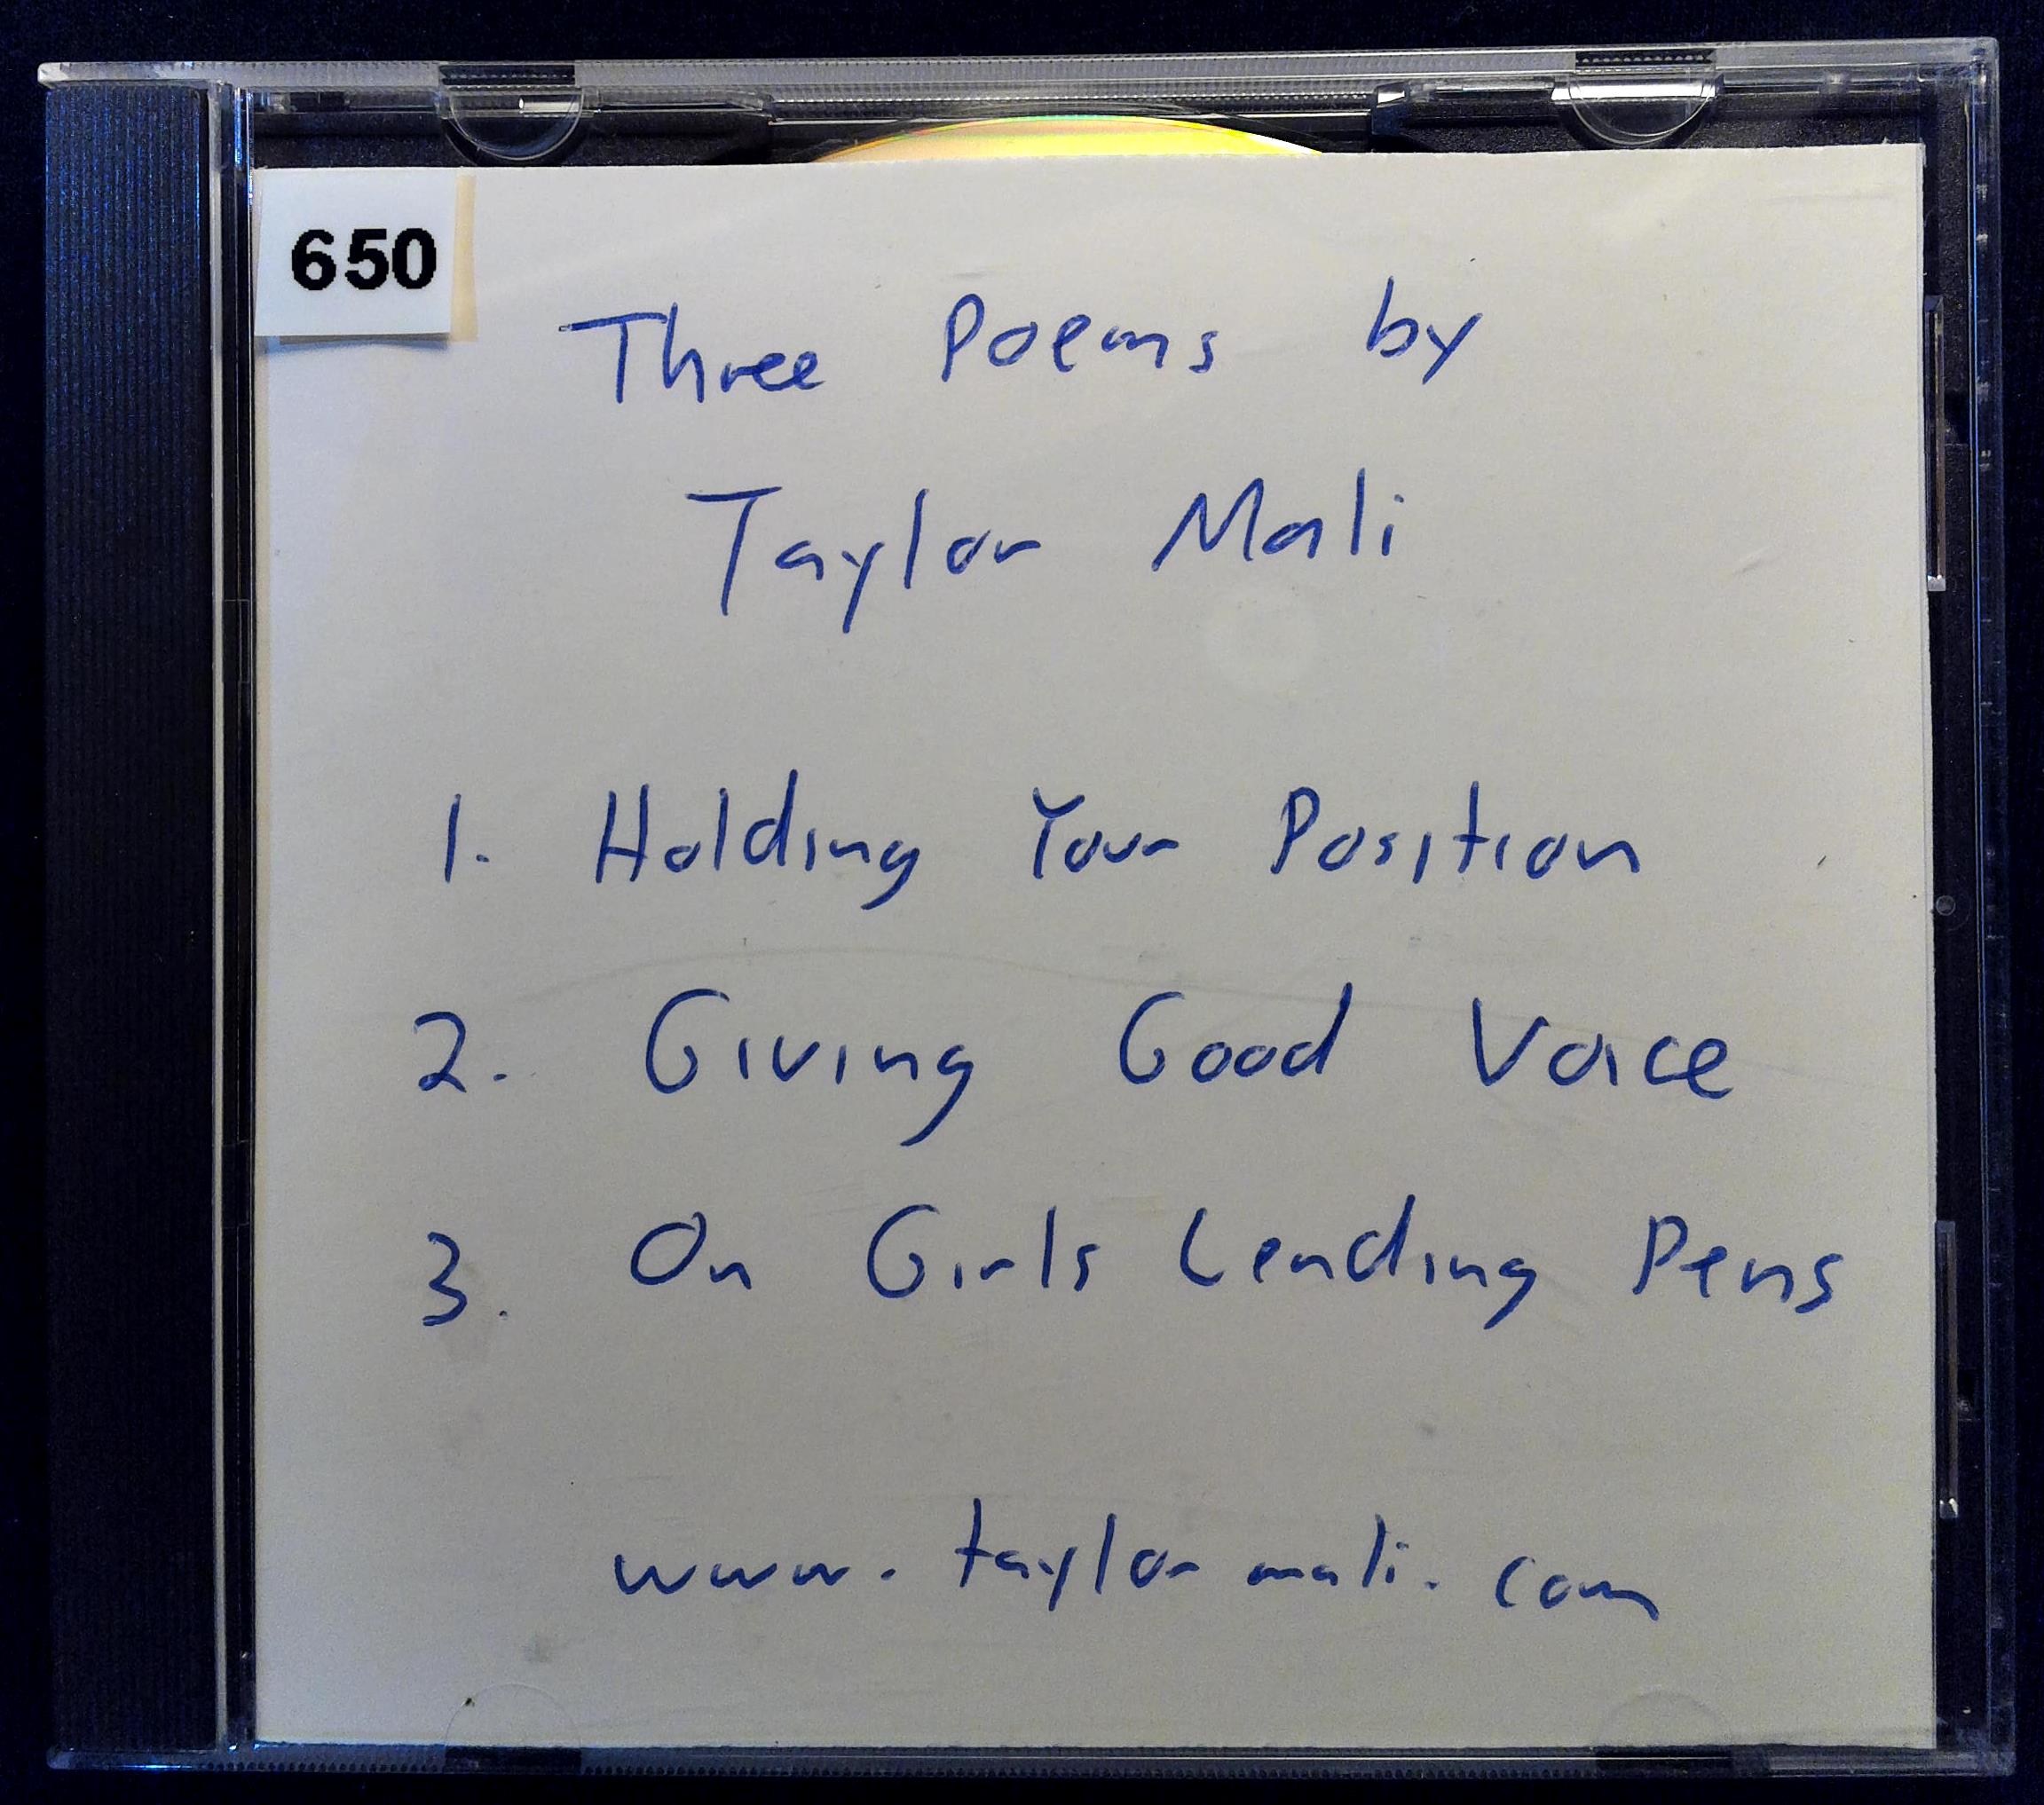 650
Three Poems by
Taylor Mali
1. Holding Your Position
2. Giving Good Voice
3. On Girls Lending Pens
www.taylormali.com